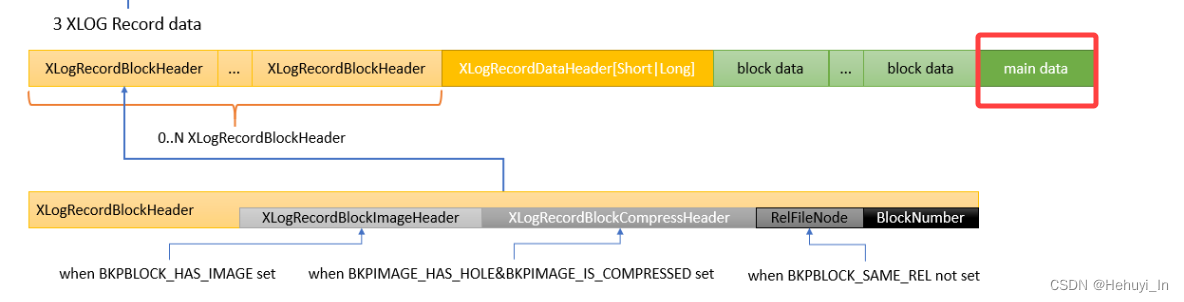 3 XLOG Record data
XLogRecordBlockHeader ... XLogRecordBlockHeader XLogRecordDataHeader[Short|Long] block data ... block data main data
0..N XLogRecordBlockHeader
XLogRecordBlockHeader XLogRecordBlockImageHeader XLogRecordBlockCompressHeader RelFileNode BlockNumber
when BKPBLOCK_HAS_IMAGE set when BKPIMAGE_HAS_HOLE&BKPIMAGE_IS_COMPRESSED set when BKPBLOCK_SAME_REL not set
CSDN @Hehuyi_In